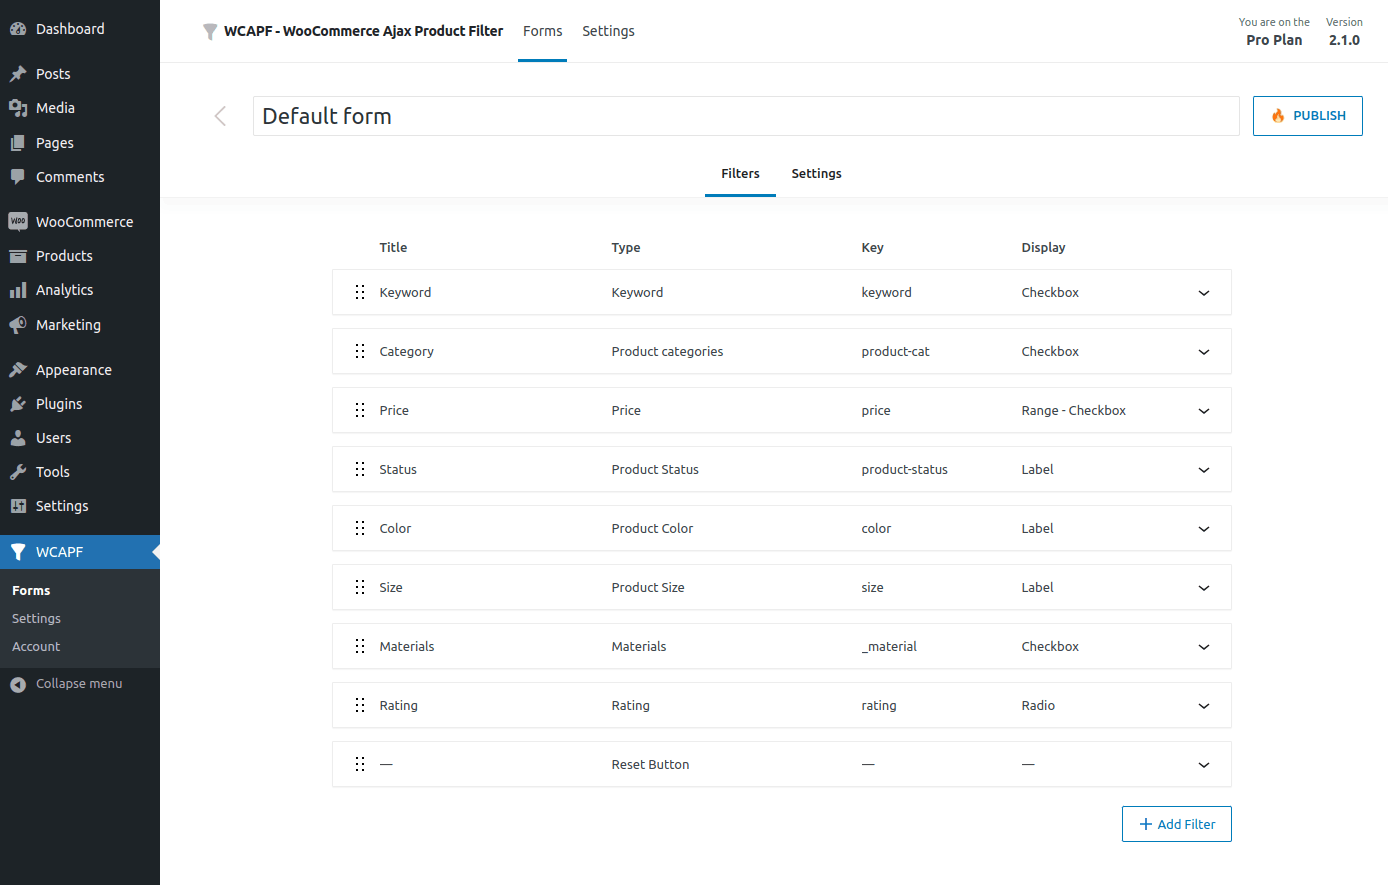 Dashboard
Posts
Media
Pages
Comments
WOO WooCommerce
Products
Analytics
Marketing
Appearance
Plugins
Users
Tools
Settings
WCAPF
Forms
Settings
Account
Collapse menu
WCAPF - WooCommerce Ajax Product Filter Forms Settings
You are on the Version
Pro Plan 2.1.0
Default form PUBLISH
Filters Settings
Title Type Key Display
Keyword Keyword keyword Checkbox
Category Product categories product-cat Checkbox
Price Price price Range - Checkbox
Status Product Status product-status Label
Color Product Color color Label
Size Product Size size Label
Materials Materials _material Checkbox
Rating Rating rating Radio
— Reset Button — —
+ Add Filter